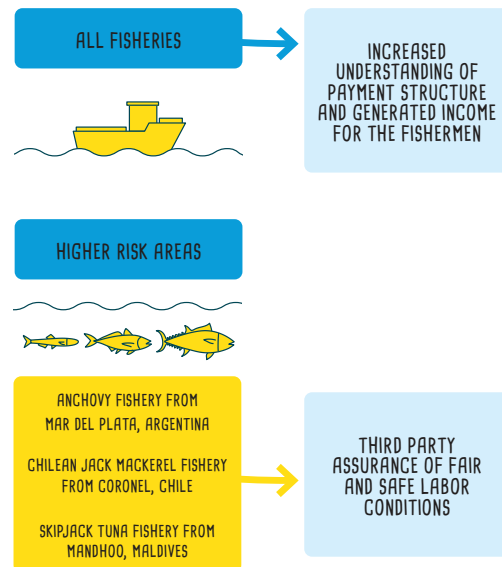 ALL FISHERIES
INCREASED
UNDERSTANDING OF
PAYMENT STRUCTURE
AND GENERATED INCOME
FOR THE FISHERMEN
HIGHER RISK AREAS
ANCHOVY FISHERY FROM
MAR DEL PLATA, ARGENTINA
CHILEAN JACK MACKEREL FISHERY
FROM CORONEL, CHILE
SKIPJACK TUNA FISHERY FROM
MANDHOO, MALDIVES
THIRD PARTY
ASSURANCE OF FAIR
AND SAFE LABOR
CONDITIONS